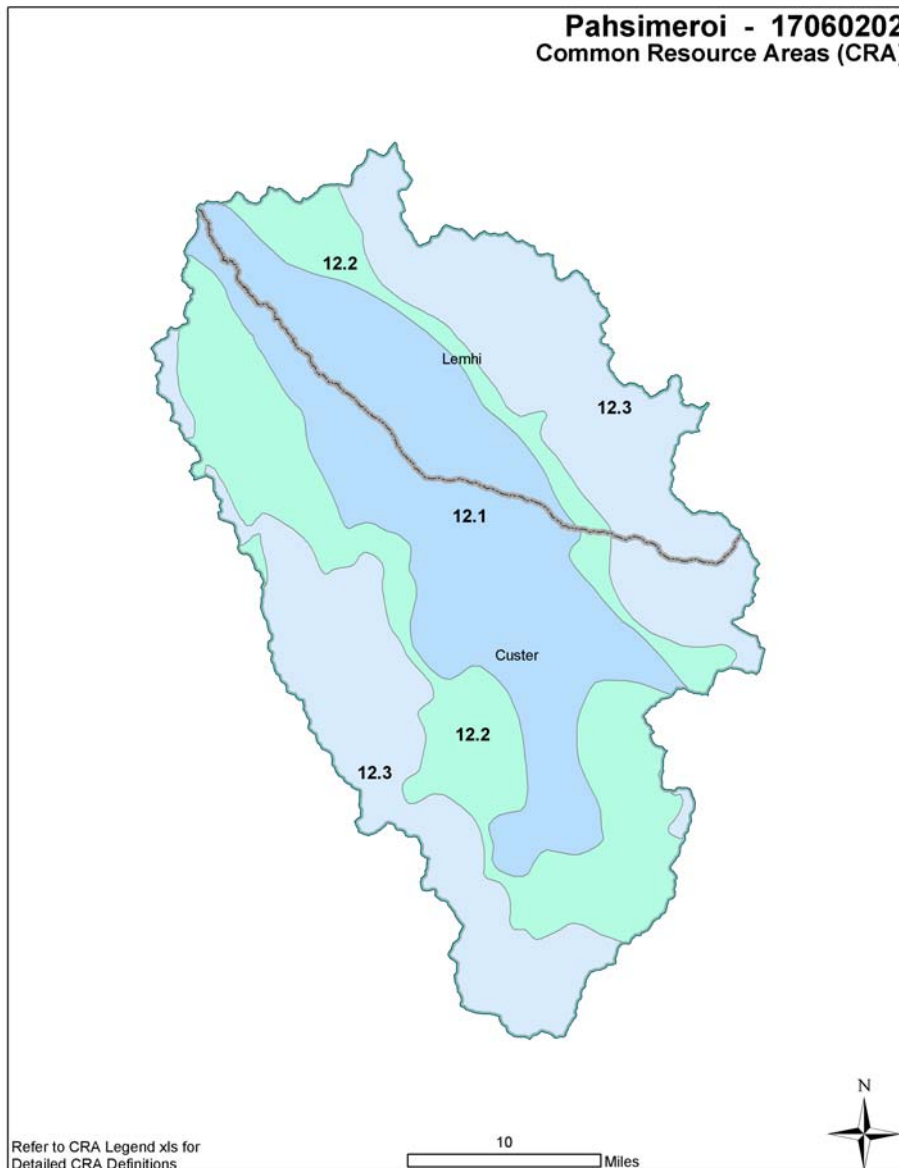 Pahsimeroi - 17060202
Common Resource Areas (CRA)
12.2
Lemhi
12.3
12.1
Custer
12.2
12.3
N
Refer to CRA Legend xls for
Detailed CRA Definitions
10
Miles